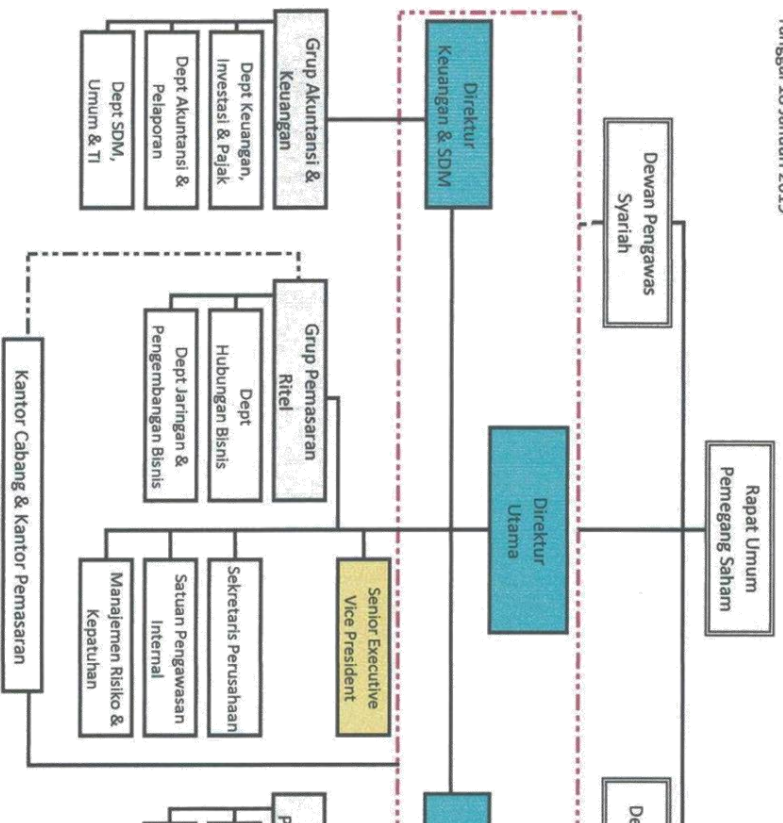 Rapat Umum
Pemegang Saham
Dewan Pengawas
Syariah
Direktur
Utama
Direktur
Keuangan & SDM
Senior Executive
Vice President
Grup Akuntansi &
Keuangan
Dept Keuangan,
Investasi & Pajak
Dept Akuntansi &
Pelaporan
Dept SDM,
Umum & TI
Grup Pemasaran
Ritel
Dept
Hubungan Bisnis
Dept Jaringan &
Pengembangan Bisnis
Sekretaris Perusahaan
Satuan Pengawasan
Internal
Manajemen Risiko &
Kepatuhan
Kantor Cabang & Kantor Pemasaran